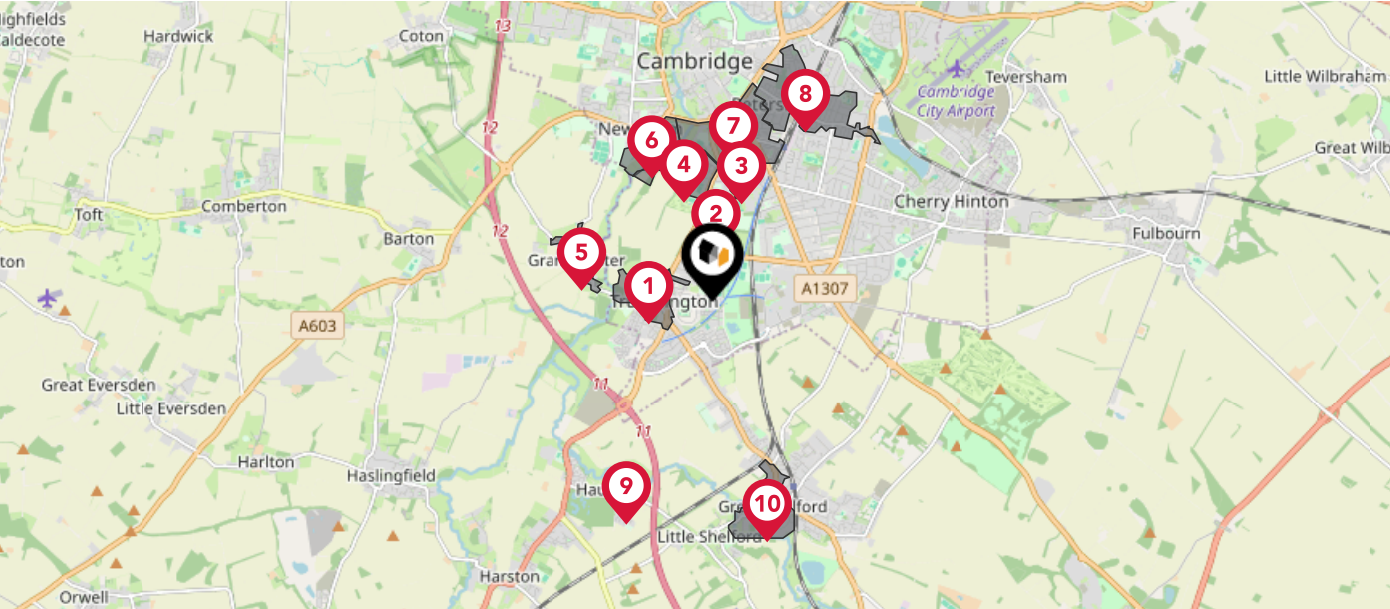 13
Highfields
Caldecote
Hardwick
Coton
Cambridge
Teversham
Little Wilbraham
Cambridge
City Airport
8
12
7
6
4
3
Great Wilb
Cherry Hinton
Comberton
Toft
2
12
Barton
Fulbourn
5
1
A1307
A603
11
Great Eversden
Little Eversden
11
Harlton
Haslingfield
9
10
Little Shelford
Harston
Orwell